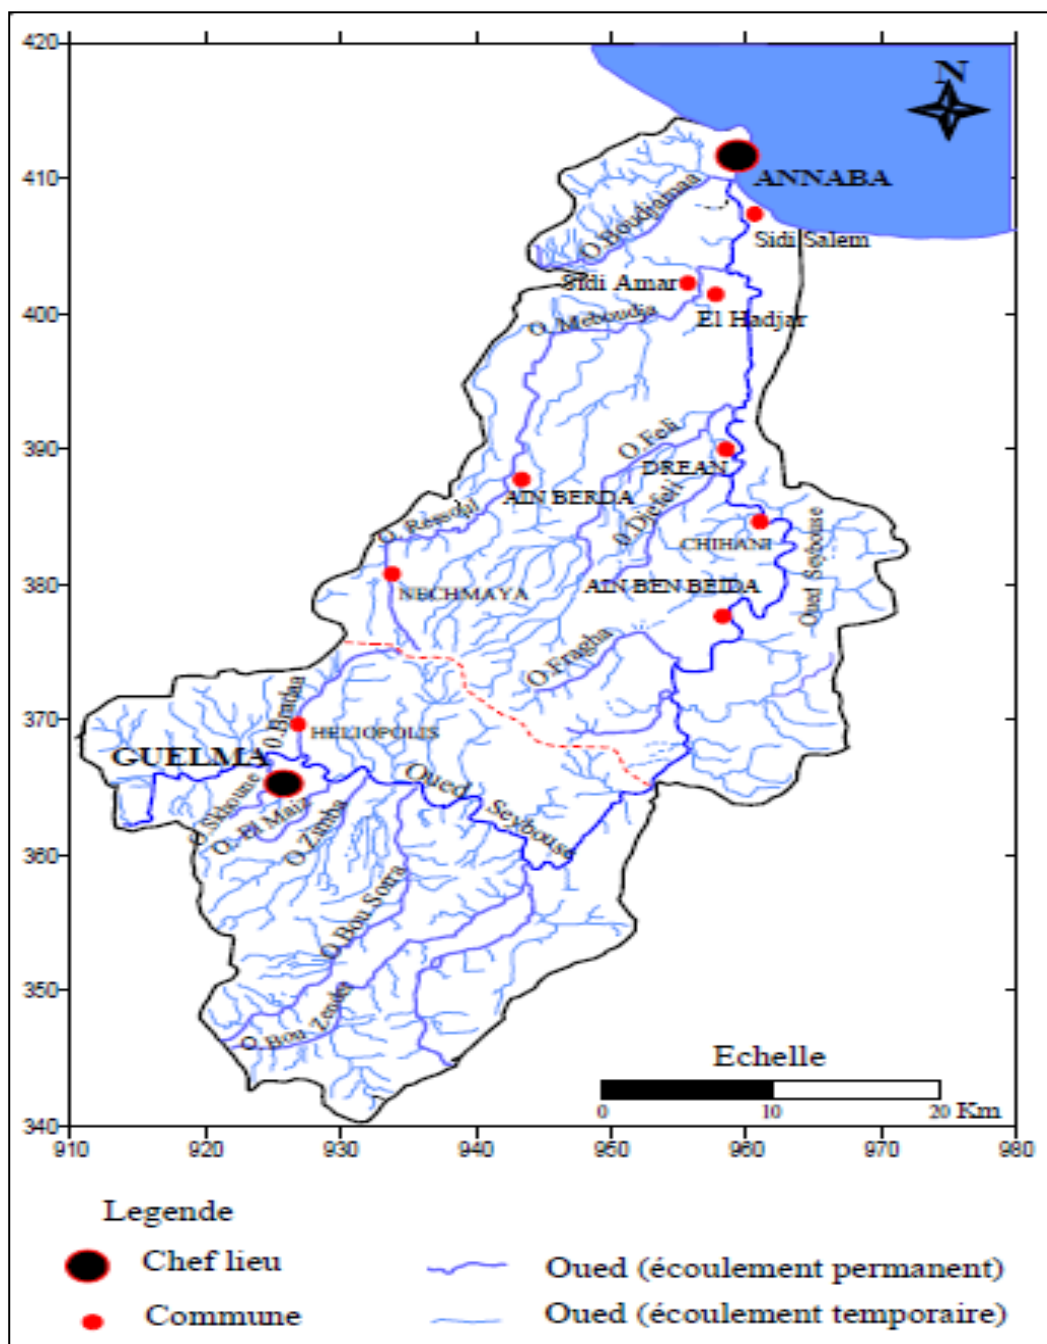 420
N
ANNABA
410
O.Boudjamaa
Sidi Salem
Sidi Amar
400
El Hadjar
O. Meboudja
O.Feli
390
DREAN
AIN BERDA
O. Ressoul
O.Djefeli
CHIHANI
Oued Seybouse
380
NECHMAYA
AIN BEN BEIDA
O.Fragha
370
O.Bradaa
HELIOPOLIS
GUELMA
Oued Seybouse
O.Skhoune
O. El Maiz
O.Zimba
360
O.Bou Sorra
350
O. Bou Zendra
Echelle
0 10 20 Km
340
910 920 930 940 950 960 970 980
Legende
Chef lieu
Oued (écoulement permanent)
Commune
Oued (écoulement temporaire)